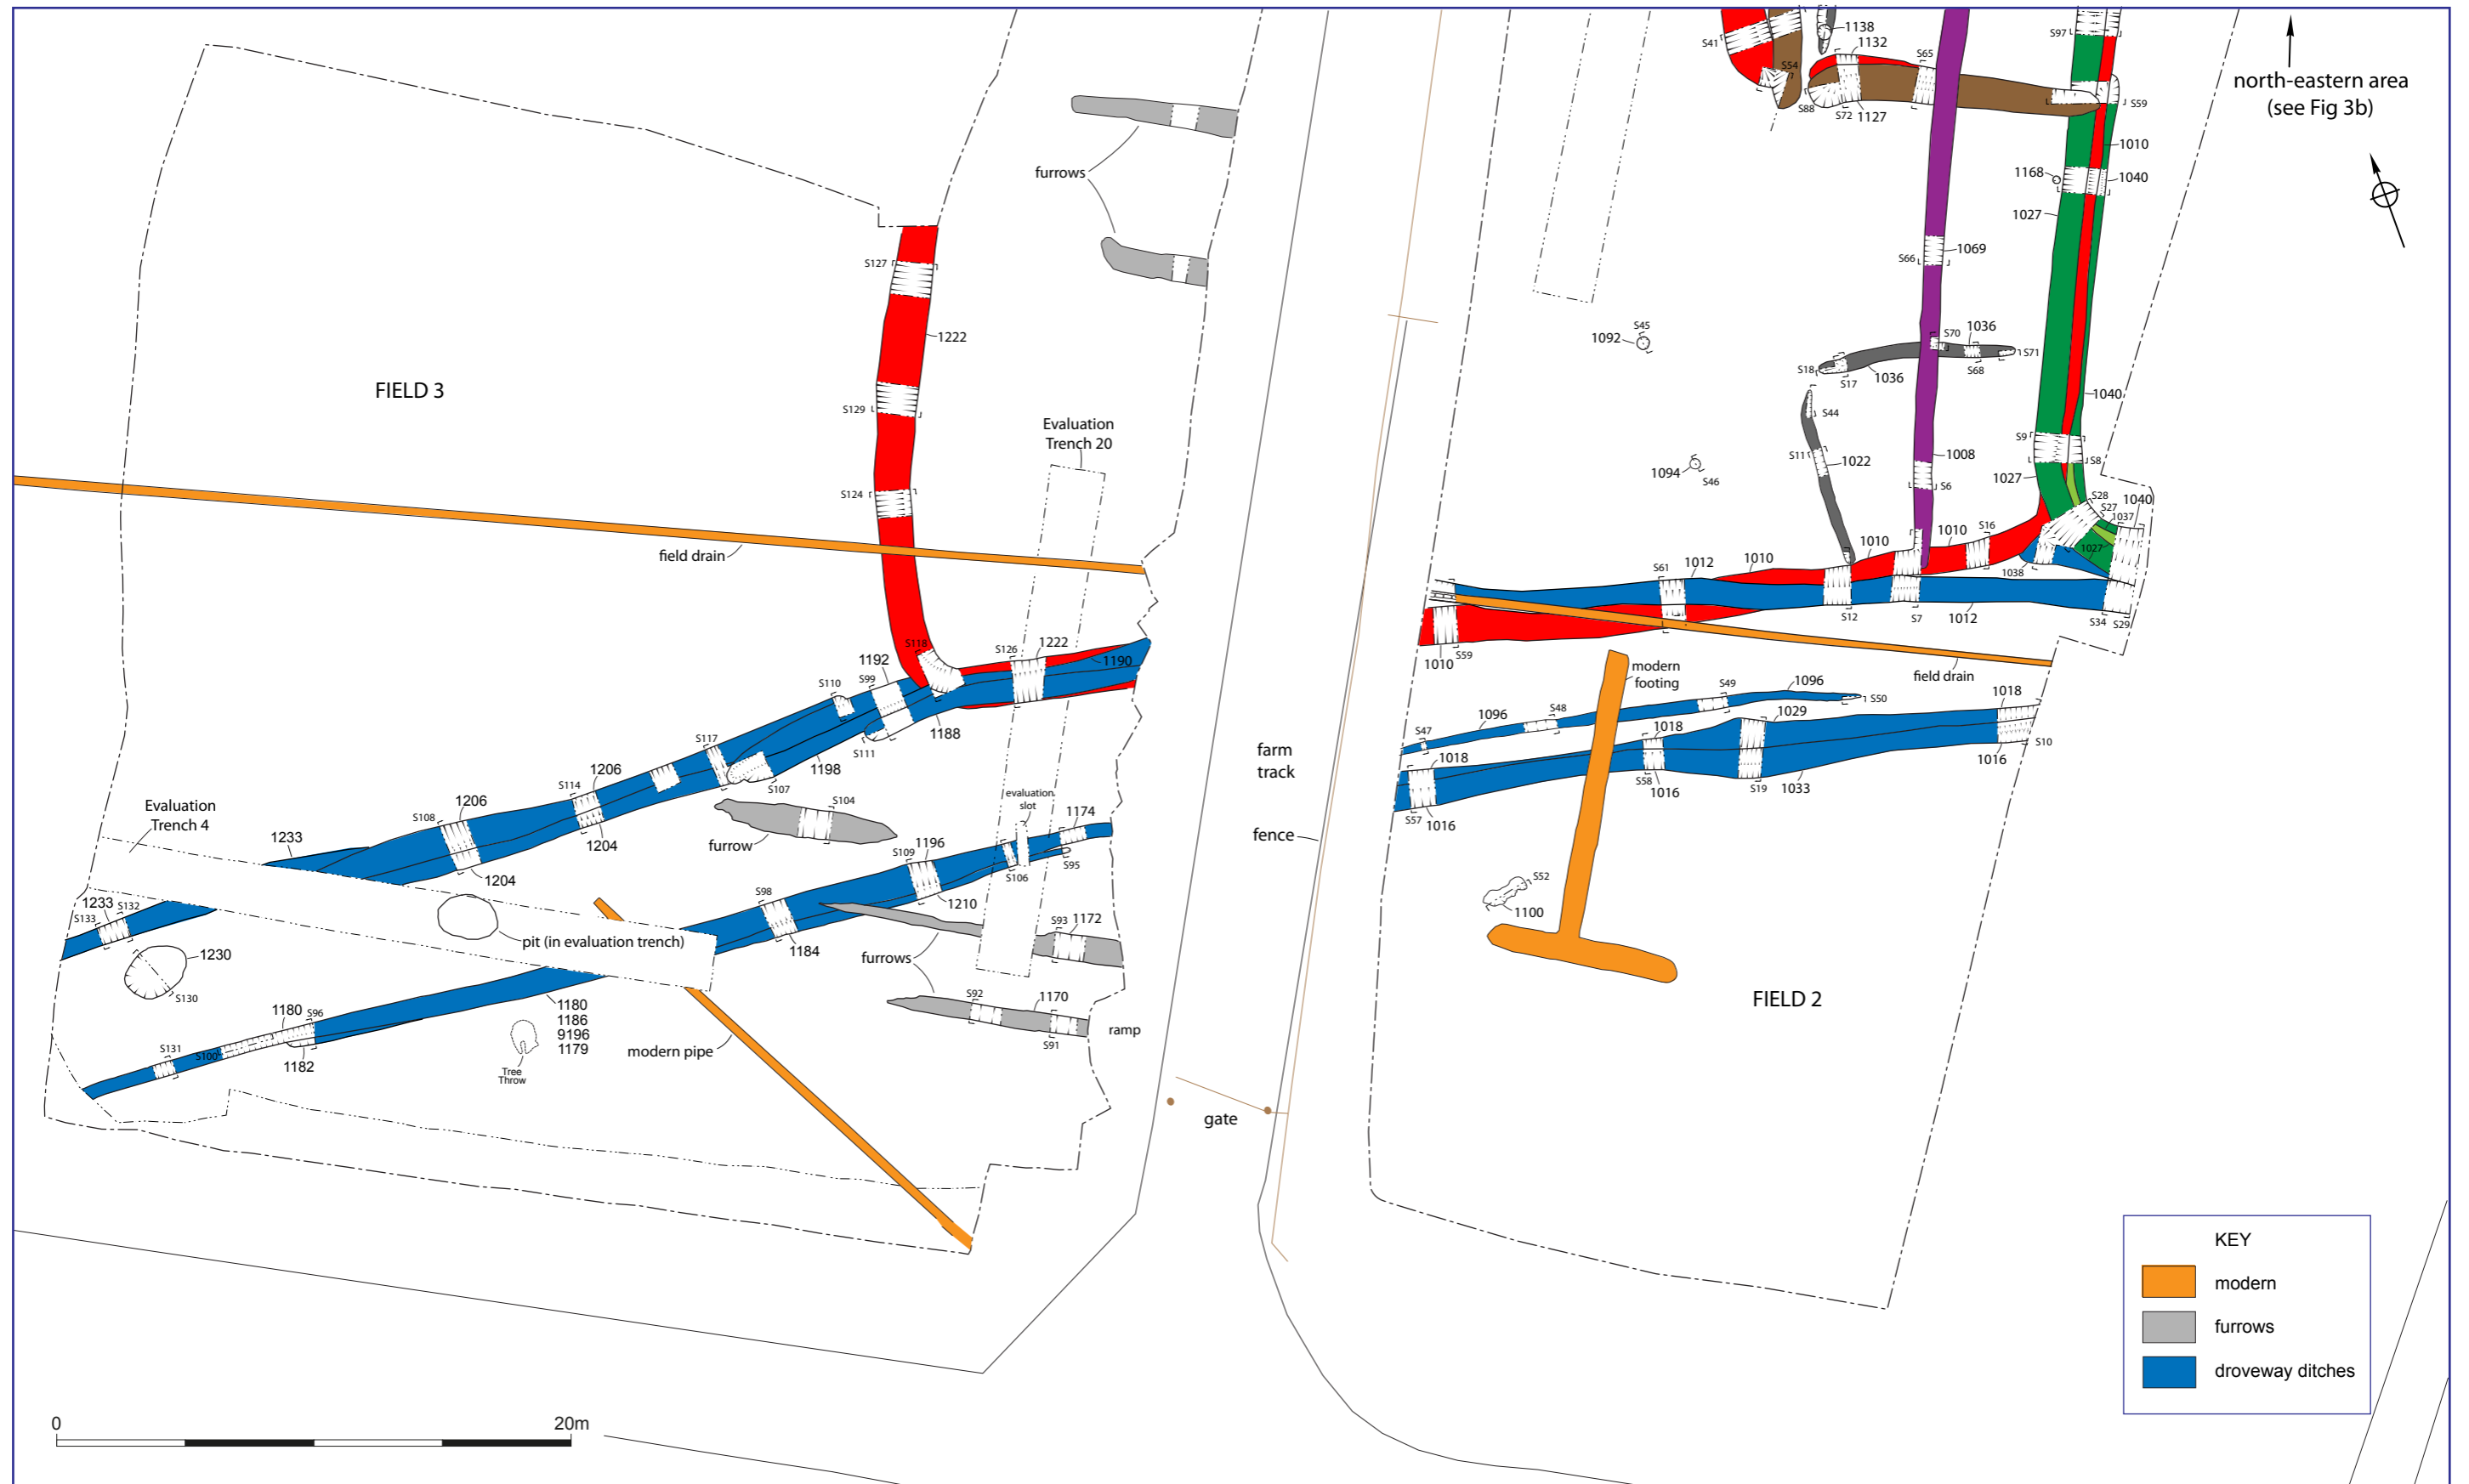 S41
1138
1132
S65
S97
S54
S88
S72
1127
S59
north-eastern area
(see Fig 3b)
1010
1168
1040
1027
furrows
S127
1222
S66
1069
S129
FIELD 3
1092
S45
S70
1036
S71
S18
S17
1036
S68
1040
S44
Evaluation
Trench 20
S9
S8
S11
1022
1008
1027
1094
S46
S6
S124
S28
1040
S27
1037
1027
field drain
1010
1010
S16
1038
S61
1012
1010
S12
S7
1012
S34
S29
1010
S59
modern
footing
field drain
S118
S126
1222
1190
1192
S99
S110
1188
S111
1198
S117
S107
1206
S114
1204
1206
S108
1204
1233
Evaluation
Trench 4
S104
furrow
evaluation
slot
1174
1196
S109
S106
S95
S98
1210
1184
1233
S132
S133
pit (in evaluation trench)
1230
S130
furrows
S93
1172
S92
1170
S91
ramp
1180
S96
S131
S100
1182
1180
1186
9196
1179
Tree
Throw
modern pipe
S47
1096
S48
S49
1096
S50
1018
1018
1029
1018
S57
1016
S58
1016
S19
1033
1016
S10
farm
track
fence
gate
S52
1100
FIELD 2
KEY
modern
furrows
droveway ditches
0
20m